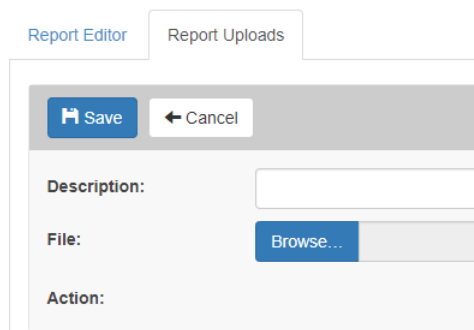 Report Editor Report Uploads
Save Cancel
Description:
File: Browse...
Action: